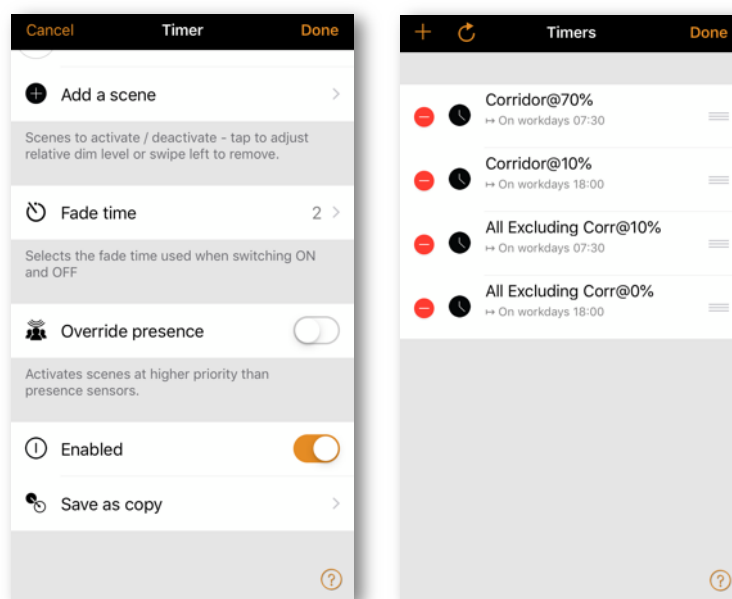 Cancel Timer Done
Add a scene
Scenes to activate / deactivate - tap to adjust
relative dim level or swipe left to remove.
Fade time 2
Selects the fade time used when switching ON
and OFF
Override presence
Activates scenes at higher priority than
presence sensors.
Enabled
Save as copy
?
Timers Done
Corridor@70%
↦ On workdays 07:30
Corridor@10%
↦ On workdays 18:00
All Excluding Corr@10%
↦ On workdays 07:30
All Excluding Corr@0%
↦ On workdays 18:00
?